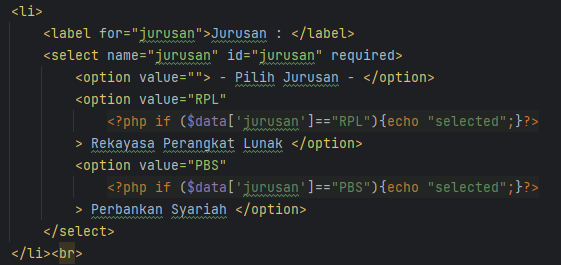 <li>
<label for="jurusan">Jurusan : </label>
<select name="jurusan" id="jurusan" required>
<option value=""> - Pilih Jurusan - </option>
<option value="RPL"
<?php if ($data['jurusan']=="RPL"){echo "selected";}?>
> Rekayasa Perangkat Lunak </option>
<option value="PBS"
<?php if ($data['jurusan']=="PBS"){echo "selected";}?>
> Perbankan Syariah </option>
</select>
</li><br>